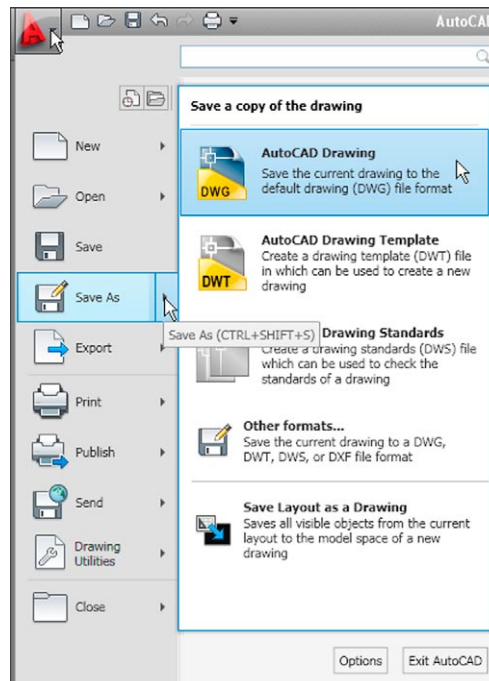 AutoCAD
Save a copy of the drawing
New
Open
Save
Save As
Export
Print
Publish
Send
Drawing
Utilities
Close
DWG
AutoCAD Drawing
Save the current drawing to the
default drawing (DWG) file format
DWT
AutoCAD Drawing Template
Create a drawing template (DWT) file
in which can be used to create a new
drawing
Save As (CTRL+SHIFT+S)
Drawing Standards
Create a drawing standards (DWS) file
which can be used to check the
standards of a drawing
Other formats...
Save the current drawing to a DWG,
DWT, DWS, or DXF file format
Save Layout as a Drawing
Saves all visible objects from the current
layout to the model space of a new
drawing
Options
Exit AutoCAD